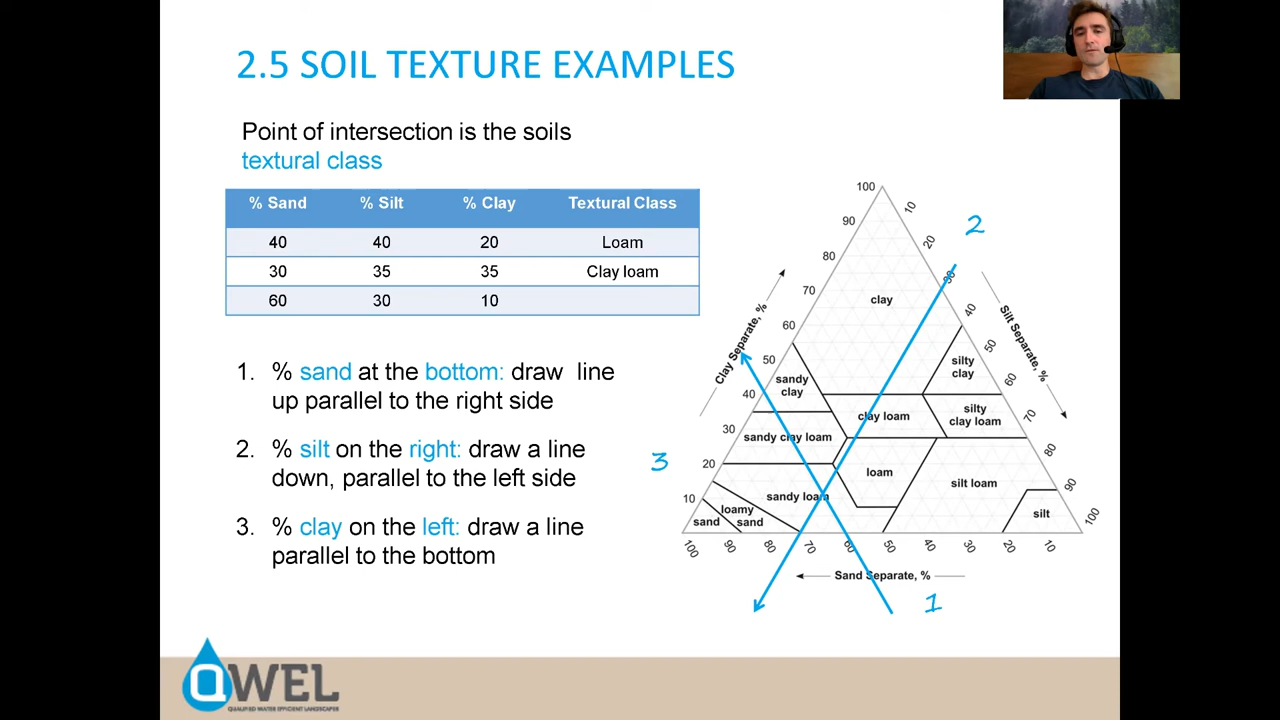 2.5 SOIL TEXTURE EXAMPLES
Point of intersection is the soils
textural class
% Sand % Silt % Clay Textural Class
40 40 20 Loam
30 35 35 Clay loam
60 30 10
1. % sand at the bottom: draw line
up parallel to the right side
2. % silt on the right: draw a line
down, parallel to the left side
3. % clay on the left: draw a line
parallel to the bottom
100
90
80
70
60
50
40
30
20
10
Clay Separate, %
10
20
30
40
50
60
70
80
90
100
Silt Separate, %
100 90 80 70 60 50 40 30 20 10
Sand Separate, %
clay
silty
clay
sandy
clay
clay loam
silty
clay loam
sandy clay loam
loam
silt loam
sandy loam
loamy
sand
sand
silt
2
3
1
QWEL
QUALIFIED WATER EFFICIENT LANDSCAPER